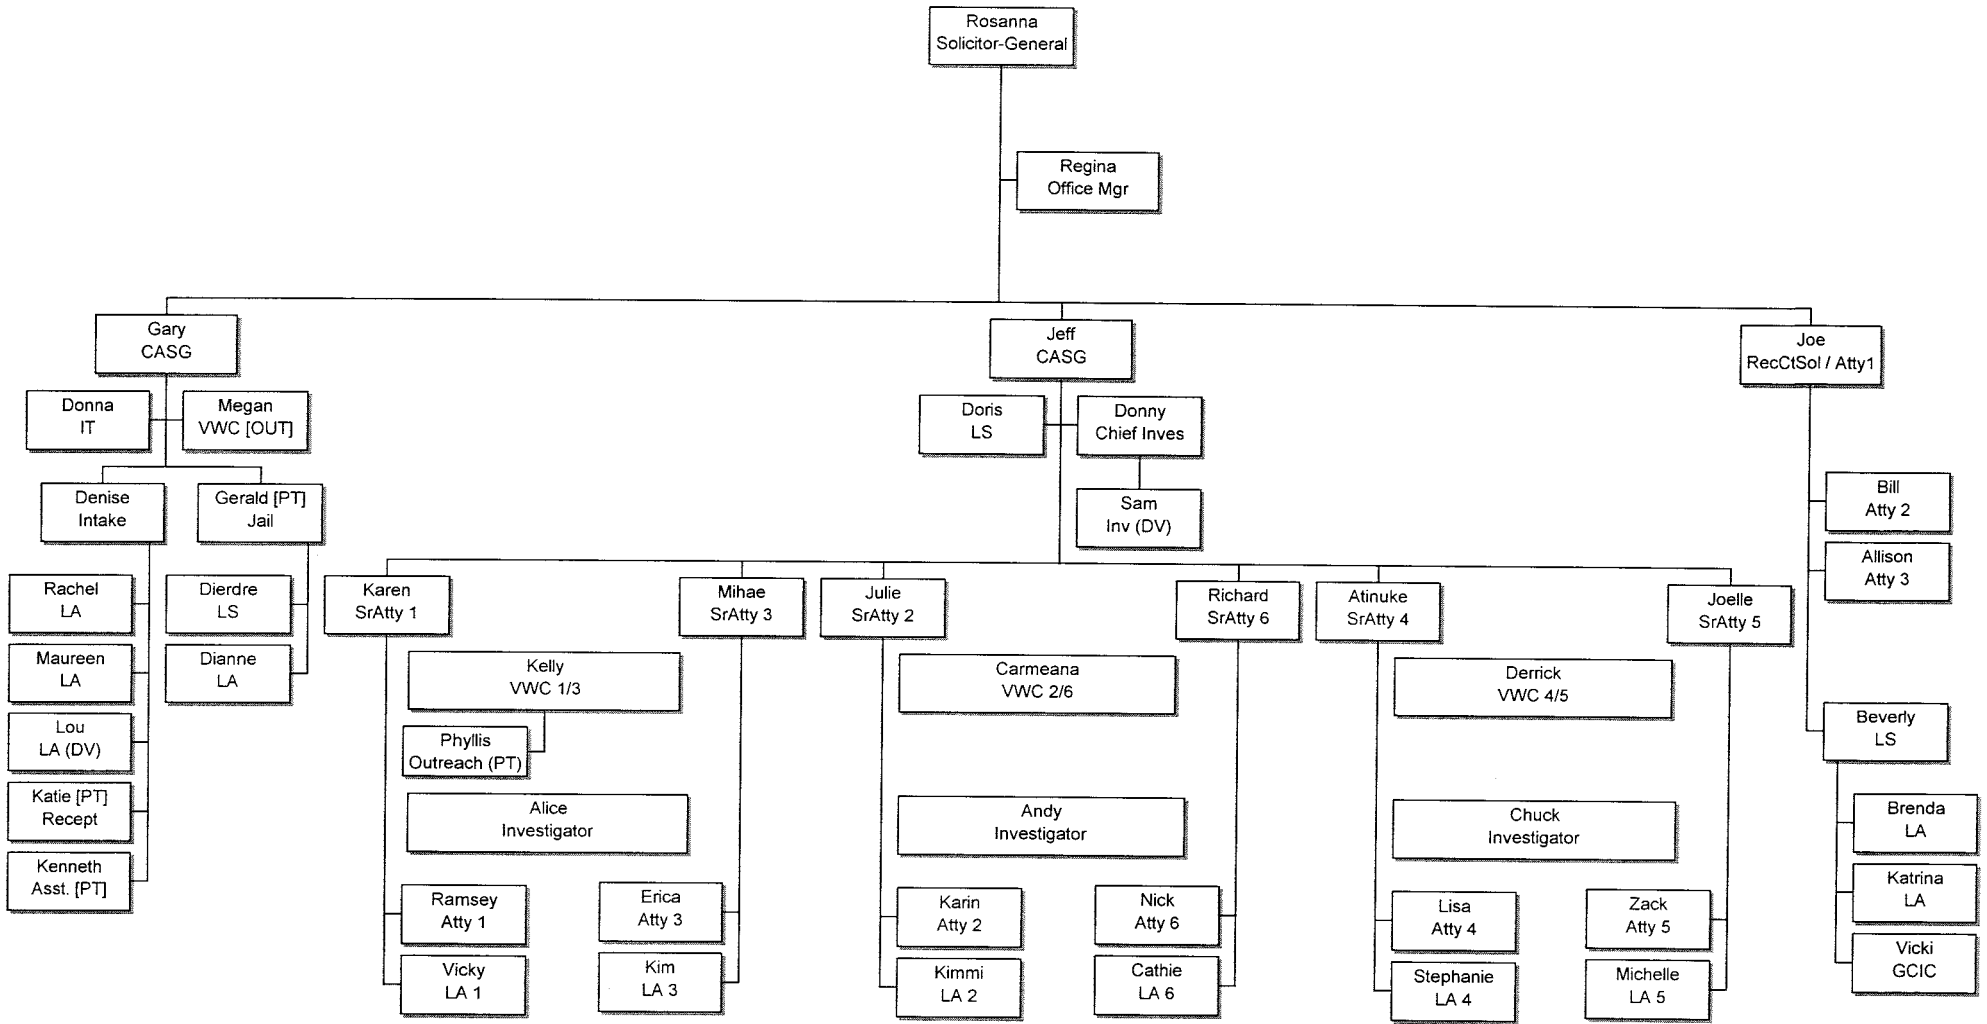 Rosanna
Solicitor-General
Regina
Office Mgr
Gary
CASG
Jeff
CASG
Joe
RecCtSol / Atty1
Donna
IT
Megan
VWC [OUT]
Doris
LS
Donny
Chief Inves
Denise
Intake
Gerald [PT]
Jail
Sam
Inv (DV)
Bill
Atty 2
Allison
Atty 3
Rachel
LA
Dierdre
LS
Karen
SrAtty 1
Mihae
SrAtty 3
Julie
SrAtty 2
Richard
SrAtty 6
Atinuke
SrAtty 4
Joelle
SrAtty 5
Maureen
LA
Dianne
LA
Kelly
VWC 1/3
Carmeana
VWC 2/6
Derrick
VWC 4/5
Lou
LA (DV)
Phyllis
Outreach (PT)
Beverly
LS
Katie [PT]
Recept
Alice
Investigator
Andy
Investigator
Chuck
Investigator
Brenda
LA
Kenneth
Asst. [PT]
Ramsey
Atty 1
Erica
Atty 3
Karin
Atty 2
Nick
Atty 6
Lisa
Atty 4
Zack
Atty 5
Katrina
LA
Vicky
LA 1
Kim
LA 3
Kimmi
LA 2
Cathie
LA 6
Stephanie
LA 4
Michelle
LA 5
Vicki
GCIC